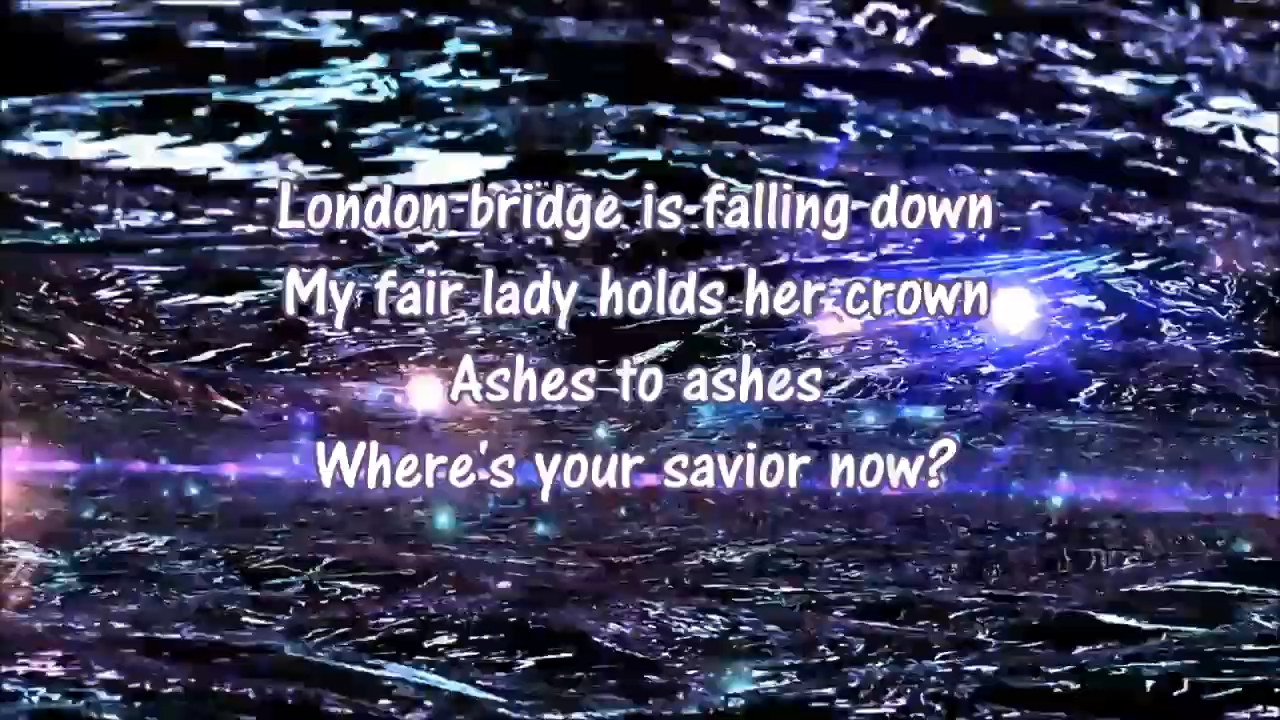 London bridge is falling down
My fair lady holds her crown
Ashes to ashes
Where's your savior now?